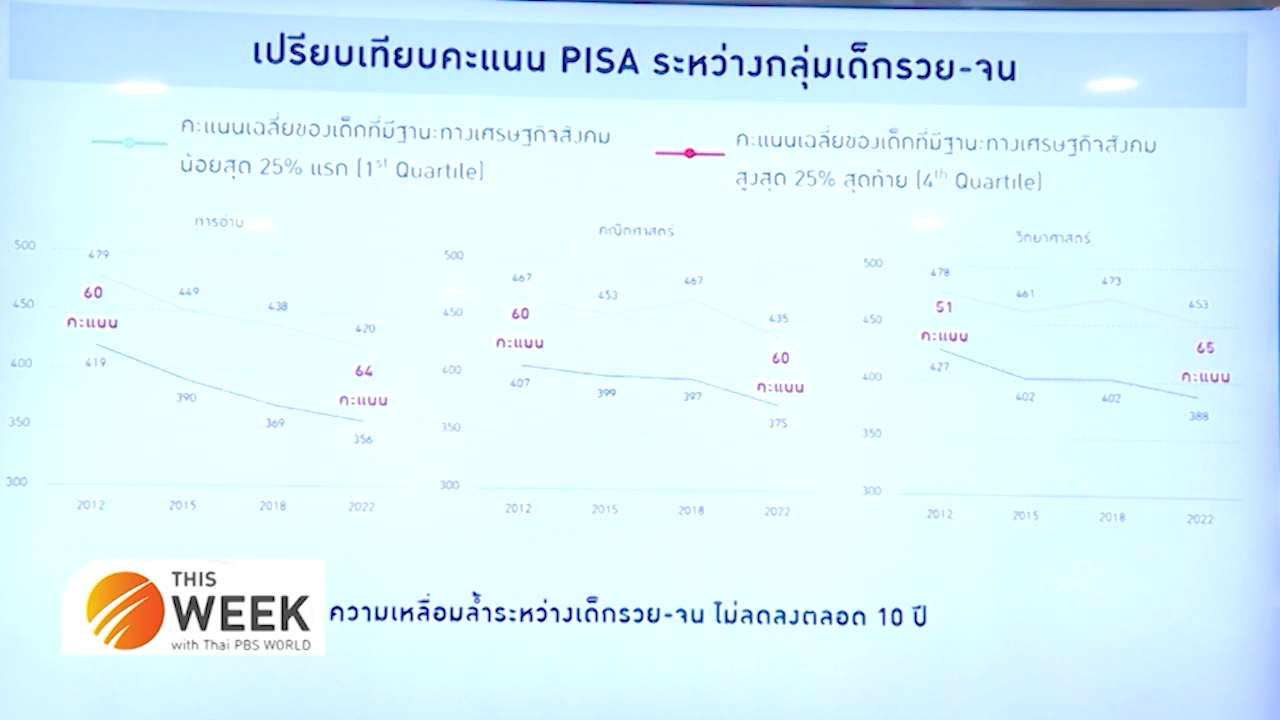 เปรียบเทียบคะแนน PISA ระหว่างกลุ่มเด็กรวย-จน
คะแนนเฉลี่ยของเด็กที่มีฐานะทางเศรษฐกิจสังคม
น้อยสุด 25% แรก (1st Quartile)
คะแนนเฉลี่ยของเด็กที่มีฐานะทางเศรษฐกิจสังคม
สูงสุด 25% สุดท้าย (4th Quartile)
การอ่าน
500
479
449
438
420
450
60
คะแนน
64
คะแนน
400
419
390
369
356
350
300
2012 2015 2018 2022
คณิตศาสตร์
500
467
453
467
435
450
60
คะแนน
60
คะแนน
400
407
399
397
375
350
300
2012 2015 2018 2022
วิทยาศาสตร์
500
478
461
473
453
450
51
คะแนน
65
คะแนน
400
427
402
402
388
350
300
2012 2015 2018 2022
THIS
WEEK
with Thai PBS WORLD
ความเหลื่อมล้ำระหว่างเด็กรวย-จน ไม่ลดลงตลอด 10 ปี